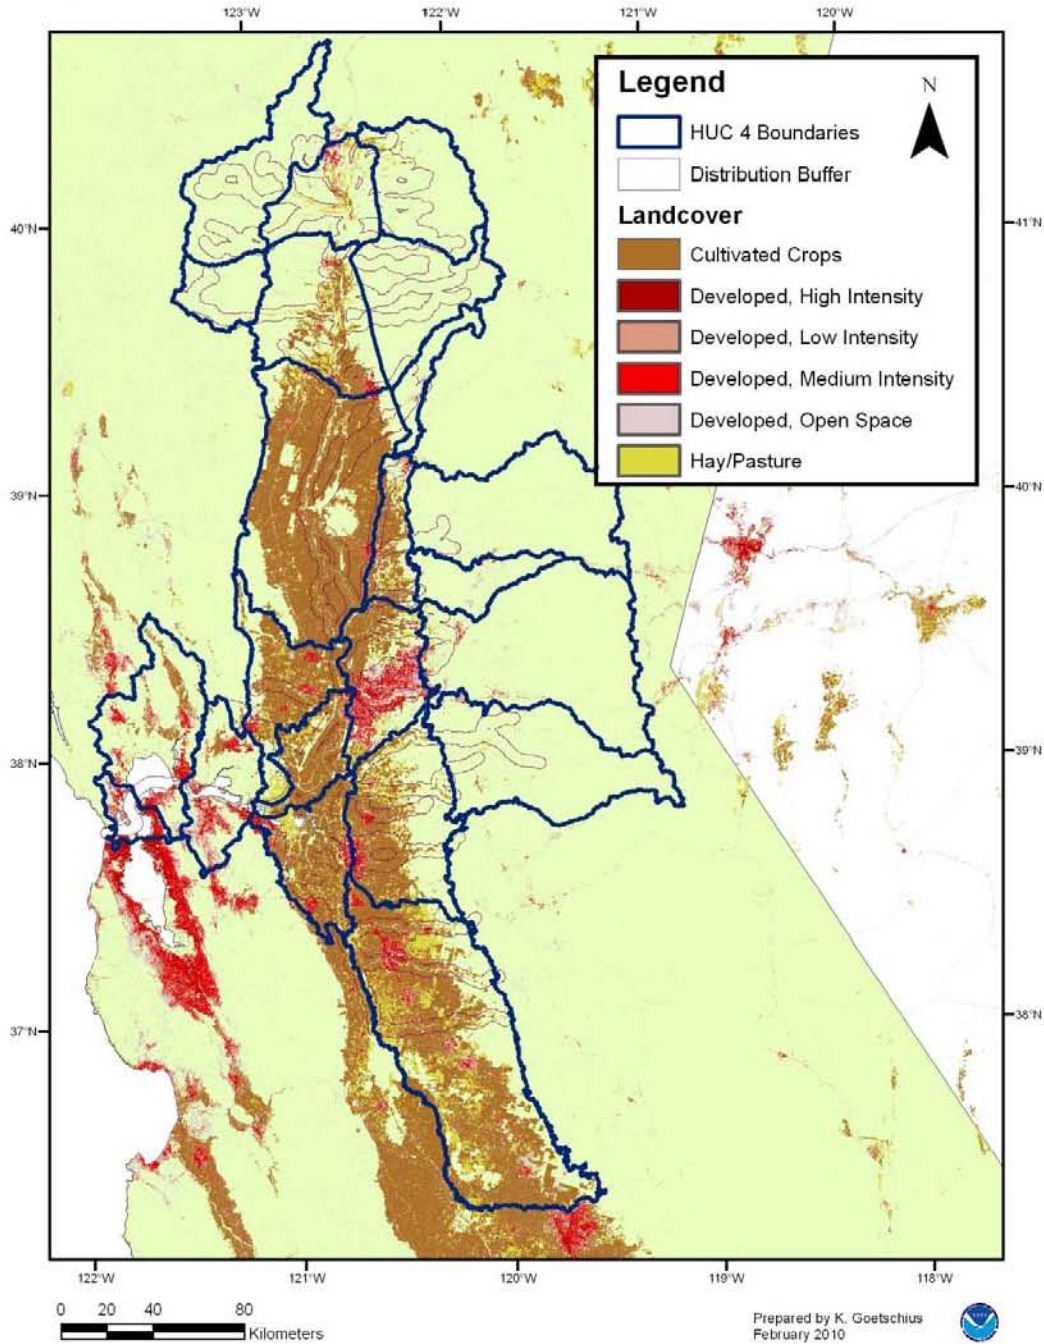 123°W 122°W 121°W 120°W
Legend
N
HUC 4 Boundaries
Distribution Buffer
Landcover
40°N
41°N
Cultivated Crops
Developed, High Intensity
Developed, Low Intensity
Developed, Medium Intensity
Developed, Open Space
Hay/Pasture
39°N
40°N
38°N
39°N
37°N
38°N
122°W 121°W 120°W 119°W 118°W
0 20 40 80
Kilometers
Prepared by K. Goetschius
February 2010